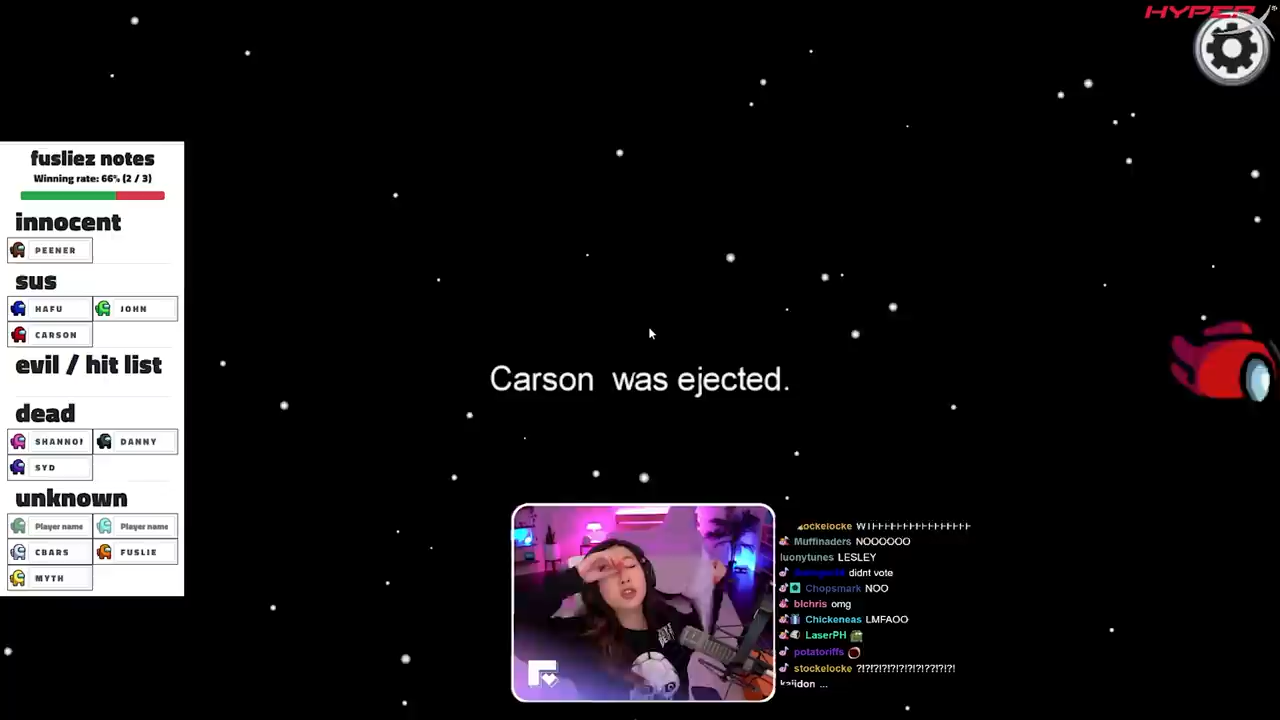 HYPERX
fusliez notes
Winning rate: 66% (2 / 3)
innocent
PEENER
sus
HAFU JOHN
CARSON
evil / hit list
dead
SHANNO! DANNY
SYD
unknown
Player name Player name
CBARS FUSLIE
MYTH
Carson was ejected.
Muffinaders NOOOOOO
luonytunes LESLEY
didnt vote
Chopsmark NOO
blchris omg
Chickeneas LMFAOO
LaserPH
potatoriffs
stockelocke ?!?!?!?!?!?!?!?!??!?!?!